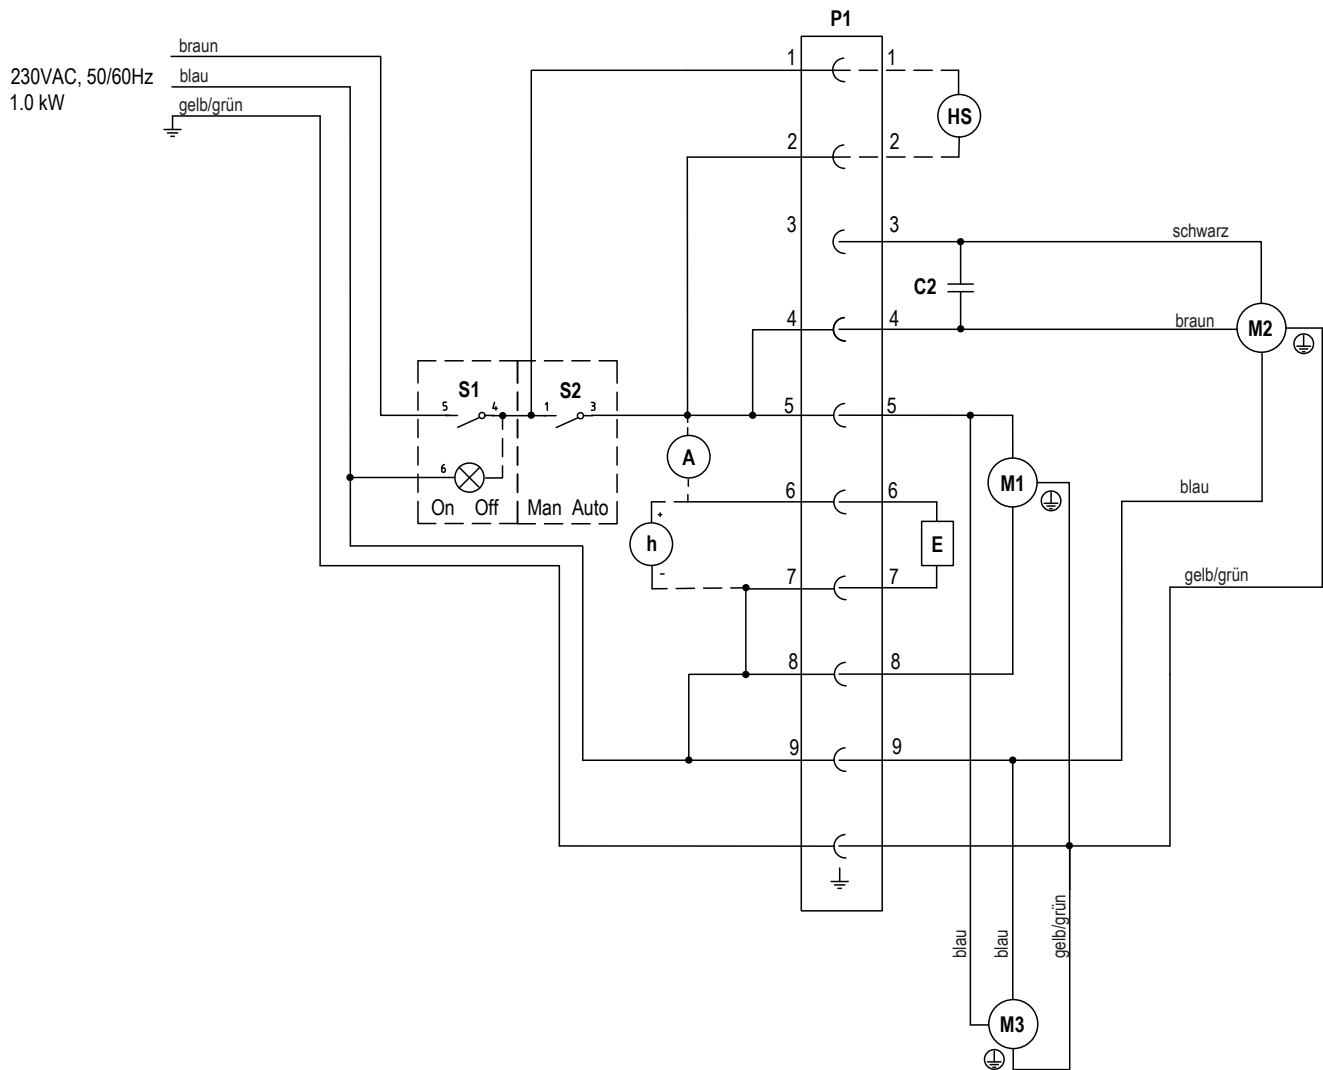 P1
braun
230VAC, 50/60Hz
blau
1.0 kW
gelb/grün
1 1
HS
2 2
3 3
schwarz
C2
4 4
braun
M2
S1 S2
5 4 1 3
5 5
A
6
M1
6 6
On Off Man Auto
blau
+
h
E
-
7 7
gelb/grün
8 8
9 9
blau
blau
gelb/grün
M3